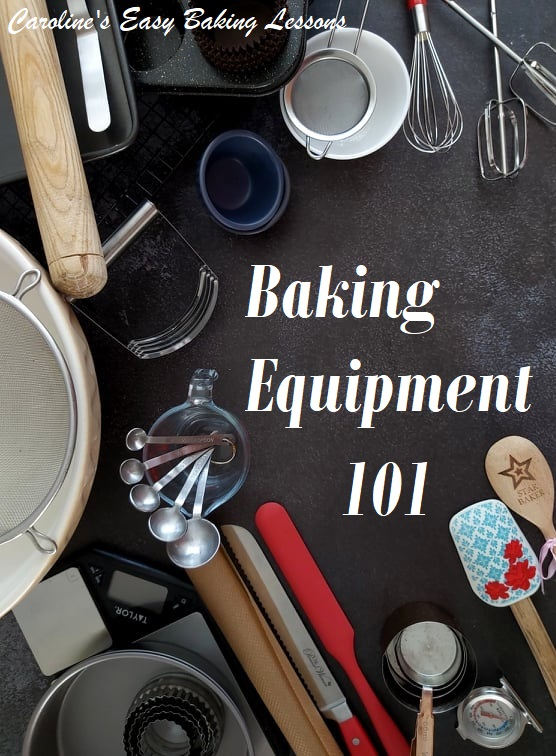 Caroline's Easy Baking Lessons
Baking
Equipment
101
STAR
BAKER
TAYLOR